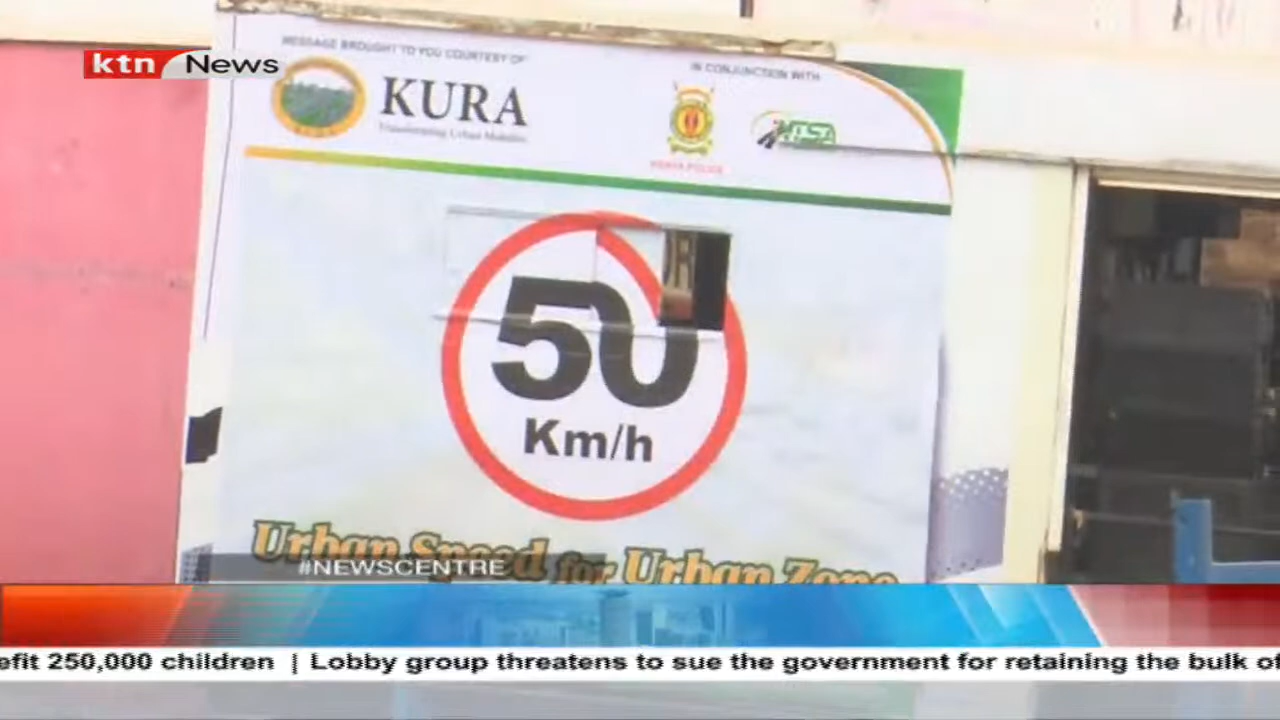 ktn News
MESSAGE BROUGHT TO YOU COURTESY OF
KURA
Transforming Urban Mobility
IN CONJUNCTION WITH
KENYA POLICE
NTSA
50
Km/h
Urban Speed for Urban Zone
#NEWSCENTRE
efit 250,000 children | Lobby group threatens to sue the government for retaining the bulk of